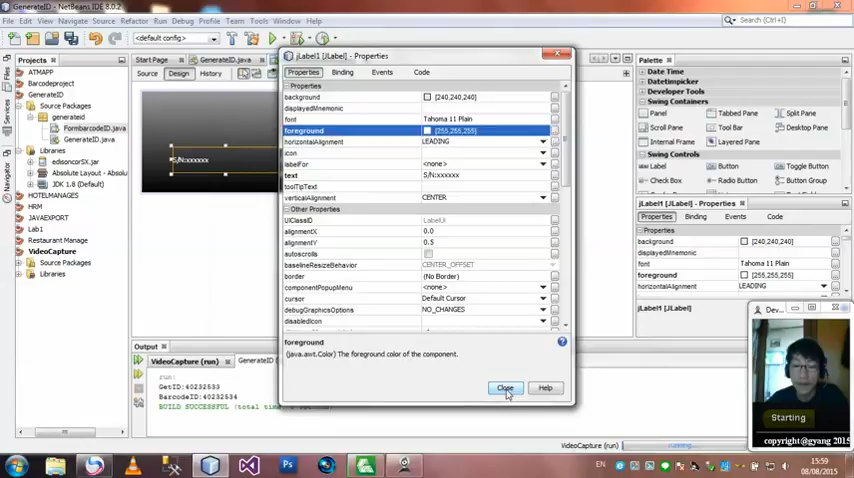 GenerateID - NetBeans IDE 8.0.2
File Edit View Navigate Source Refactor Run Debug Profile Team Tools Window Help
Search (Ctrl+I)
<default config>
Projects
ATMAPP
Barcodeproject
GenerateID
Source Packages
generateid
FormbarcodeID.java
GenerateID.java
Libraries
edsoncorSX.jar
Absolute Layout - Absolute
JDK 1.8 (Default)
HOTELMANAGES
HRM
JAVAEXPORT
Lab1
Restaurant Manage
VideoCapture
Source Packages
Libraries
Files
Services
Navigator
Start Page
GenerateID.java
Source
Design
History
S/N:xxxxxx
jLabel1 [JLabel] - Properties
Properties Binding Events Code
Properties
background [240,240,240]
displayedMnemonic
font Tahoma 11 Plain
foreground [255,255,255]
horizontalAlignment LEADING
icon
labelFor <none>
text S/N:xxxxxx
toolTipText
verticalAlignment CENTER
Other Properties
UIClassID LabelUI
alignmentX 0.0
alignmentY 0.5
autoscrolls
baselineResizeBehavior CENTER_OFFSET
border (No Border)
componentPopupMenu <none>
cursor Default Cursor
debugGraphicsOptions NO_CHANGES
disabledIcon
foreground
(java.awt.Color) The foreground color of the component.
Close
Help
Palette
Date Time
Datetimepicker
Developer Tools
Swing Containers
Panel Tabbed Pane Split Pane
Scroll Pane Tool Bar Desktop Pane
Internal Frame Layered Pane
Swing Controls
Label Button Toggle Button
Check Box Radio Button Button Group
jLabel1 [JLabel] - Properties
Properties Binding Events Code
background [240,240,240]
font Tahoma 11 Plain
foreground [255,255,255]
horizontalAlignment LEADING
jLabel1 [JLabel]
Output
VideoCapture (run)
GenerateID
run:
GetID:40232533
BarcodeID:40232534
BUILD SUCCESSFUL (total time
VideoCapture (run)
running...
Dev...
Starting
copyright@gyang 2015
EN
15:59
08/08/2015